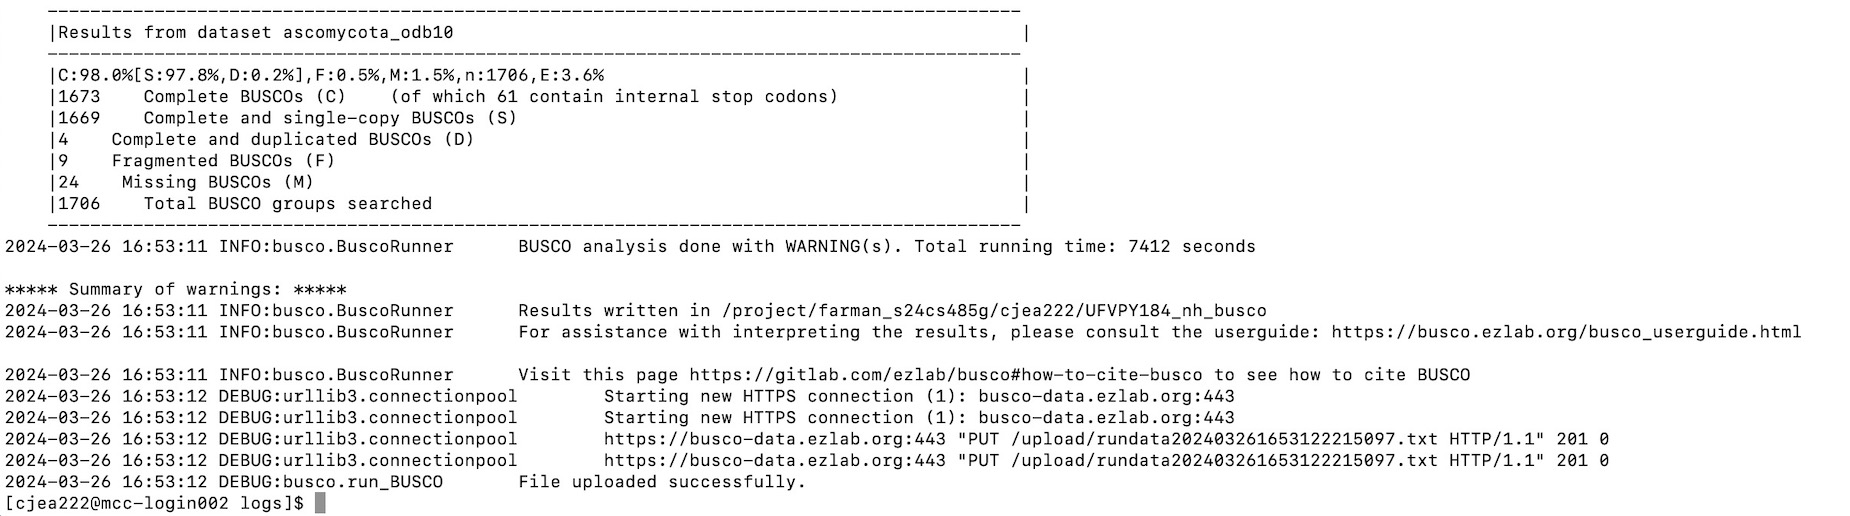 ---------------------------------------------------------------------------------------------
|Results from dataset ascomycota_odb10 |
---------------------------------------------------------------------------------------------
|C:98.0%[S:97.8%,D:0.2%],F:0.5%,M:1.5%,n:1706,E:3.6% |
|1673 Complete BUSCOs (C) (of which 61 contain internal stop codons) |
|1669 Complete and single-copy BUSCOs (S) |
|4 Complete and duplicated BUSCOs (D) |
|9 Fragmented BUSCOs (F) |
|24 Missing BUSCOs (M) |
|1706 Total BUSCO groups searched |
---------------------------------------------------------------------------------------------
2024-03-26 16:53:11 INFO:busco.BuscoRunner BUSCO analysis done with WARNING(s). Total running time: 7412 seconds
***** Summary of warnings: *****
2024-03-26 16:53:11 INFO:busco.BuscoRunner Results written in /project/farman_s24cs485g/cjea222/UFVPY184_nh_busco
2024-03-26 16:53:11 INFO:busco.BuscoRunner For assistance with interpreting the results, please consult the userguide: https://busco.ezlab.org/busco_userguide.html
2024-03-26 16:53:11 INFO:busco.BuscoRunner Visit this page https://gitlab.com/ezlab/busco#how-to-cite-busco to see how to cite BUSCO
2024-03-26 16:53:12 DEBUG:urllib3.connectionpool Starting new HTTPS connection (1): busco-data.ezlab.org:443
2024-03-26 16:53:12 DEBUG:urllib3.connectionpool Starting new HTTPS connection (1): busco-data.ezlab.org:443
2024-03-26 16:53:12 DEBUG:urllib3.connectionpool https://busco-data.ezlab.org:443 "PUT /upload/rundata202403261653122215097.txt HTTP/1.1" 201 0
2024-03-26 16:53:12 DEBUG:urllib3.connectionpool https://busco-data.ezlab.org:443 "PUT /upload/rundata202403261653122215097.txt HTTP/1.1" 201 0
2024-03-26 16:53:12 DEBUG:busco.run_BUSCO File uploaded successfully.
[cjea222@mcc-login002 logs]$